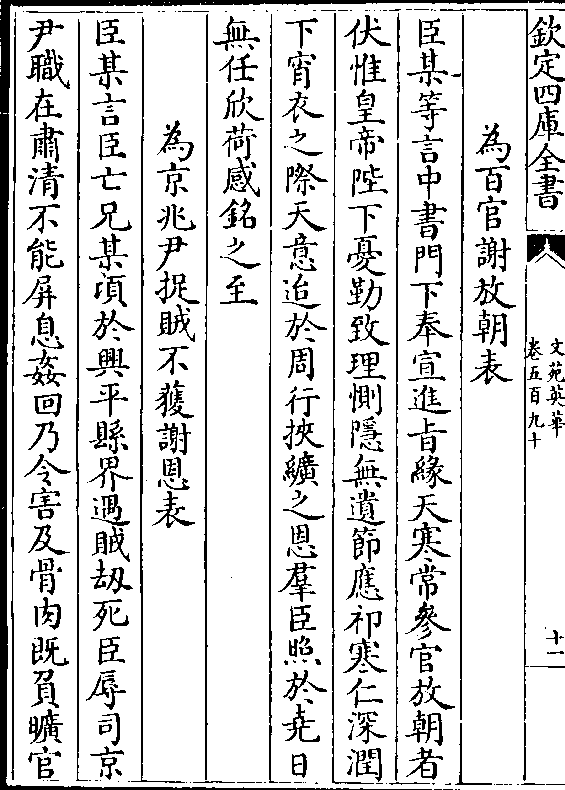 欽定四庫全書
文苑英華
卷五百九十
十二
為百官謝放朝表
臣某等言中書門下奉宣進㫖緣天寒常參官放朝者
伏惟皇帝陛下憂勤致理惻隱無遺節應祁寒仁深潤
下宵衣之際天意迨於周行挾纊之恩羣臣照於堯日
無任欣荷感銘之至
為京兆尹捉賊不獲謝恩表
臣某言臣亡兄某頃於興平縣界遇賊刼死臣辱司京
尹職在肅清不能屏息姦回乃令害及骨肉既負曠官